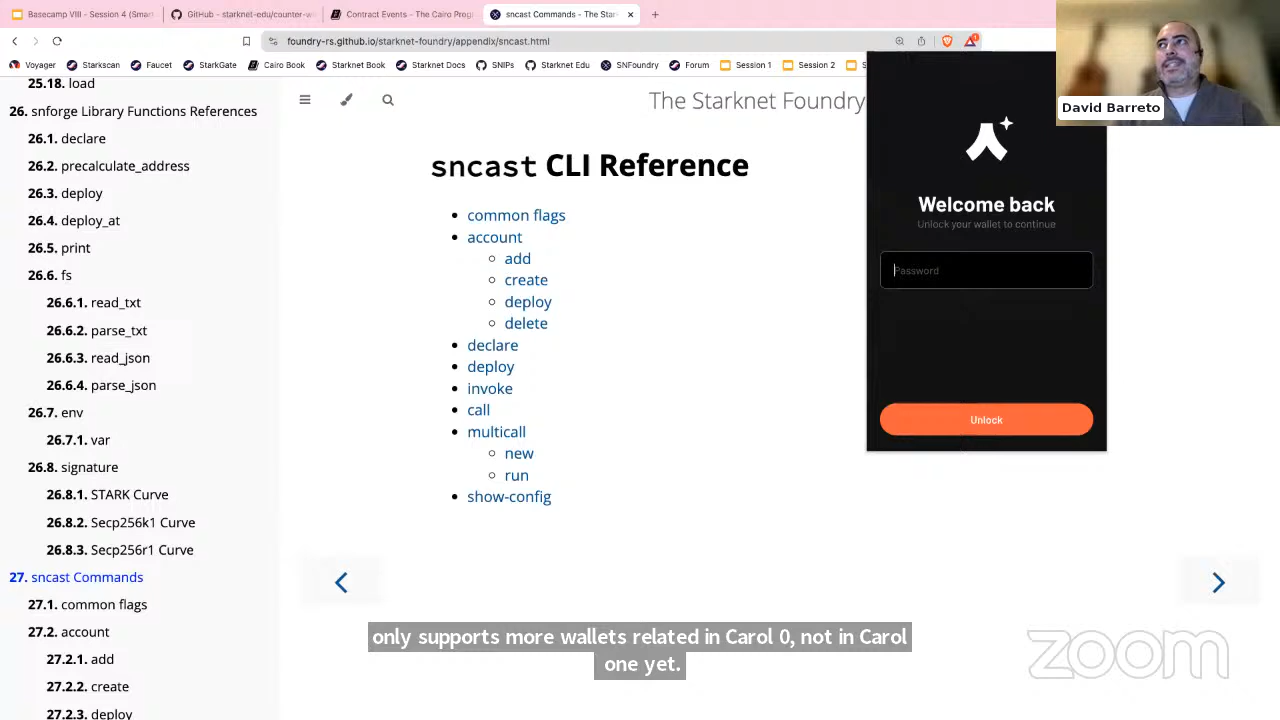 Basecamp VIII - Session 4 (Smar
GitHub - starknet-edu/counter-w
Contract Events - The Cairo Prog
sncast Commands - The Star
foundry-rs.github.io/starknet-foundry/appendix/sncast.html
Voyager
Starkscan
Faucet
StarkGate
Cairo Book
Starknet Book
Starknet Docs
SNIPs
Starknet Edu
SNFoundry
Forum
Session 1
Session 2
S
25.18. load
26. snforge Library Functions References
26.1. declare
26.2. precalculate_address
26.3. deploy
26.4. deploy_at
26.5. print
26.6. fs
26.6.1. read_txt
26.6.2. parse_txt
26.6.3. read_json
26.6.4. parse_json
26.7. env
26.7.1. var
26.8. signature
26.8.1. STARK Curve
26.8.2. Secp256k1 Curve
26.8.3. Secp256r1 Curve
27. sncast Commands
27.1. common flags
27.2. account
27.2.1. add
27.2.2. create
27.2.3. deploy
The Starknet Foundry
sncast CLI Reference
common flags
account
add
create
deploy
delete
declare
deploy
invoke
call
multicall
new
run
show-config
Welcome back
Unlock your wallet to continue
Password
Unlock
David Barreto
only supports more wallets related in Carol 0, not in Carol
one yet.
zoom